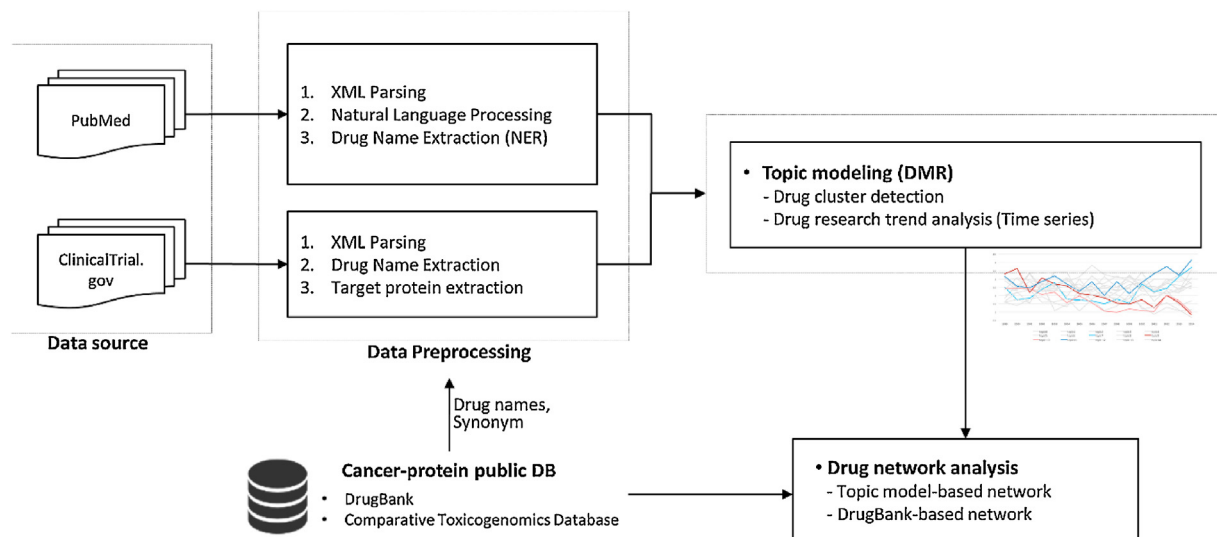 PubMed
1. XML Parsing
2. Natural Language Processing
3. Drug Name Extraction (NER)
ClinicalTrial.
gov
1. XML Parsing
2. Drug Name Extraction
3. Target protein extraction
Data source
Data Preprocessing
• Topic modeling (DMR)
- Drug cluster detection
- Drug research trend analysis (Time series)
Drug names,
Synonym
Cancer-protein public DB
• DrugBank
• Comparative Toxicogenomics Database
• Drug network analysis
- Topic model-based network
- DrugBank-based network